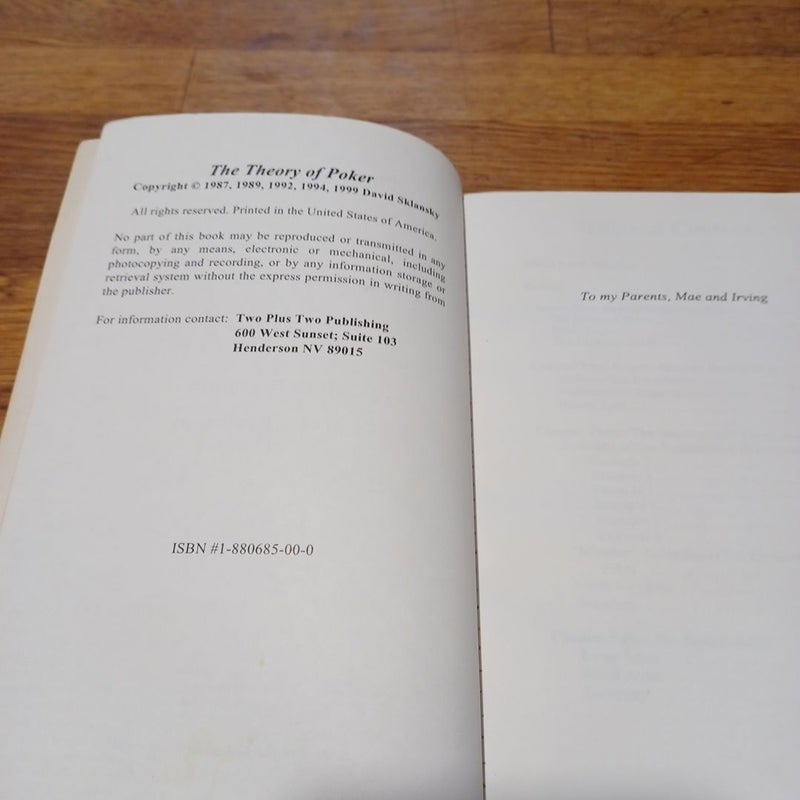 The Theory of Poker
Copyright © 1987, 1989, 1992, 1994, 1999 David Sklansky
All rights reserved. Printed in the United States of America.
No part of this book may be reproduced or transmitted in any
form, by any means, electronic or mechanical, including
photocopying and recording, or by any information storage or
retrieval system without the express permission in writing from
the publisher.
For information contact: Two Plus Two Publishing
600 West Sunset; Suite 103
Henderson NV 89015
ISBN #1-880685-00-0
To my Parents, Mae and Irving